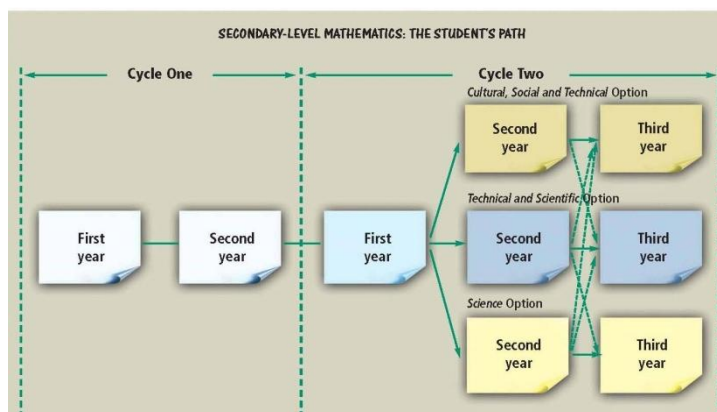 SECONDARY-LEVEL MATHEMATICS: THE STUDENT'S PATH
Cycle One
Cycle Two
Cultural, Social and Technical Option
Second
year
Third
year
Technical and Scientific Option
First
year
Second
year
First
year
Second
year
Third
year
Science Option
Second
year
Third
year